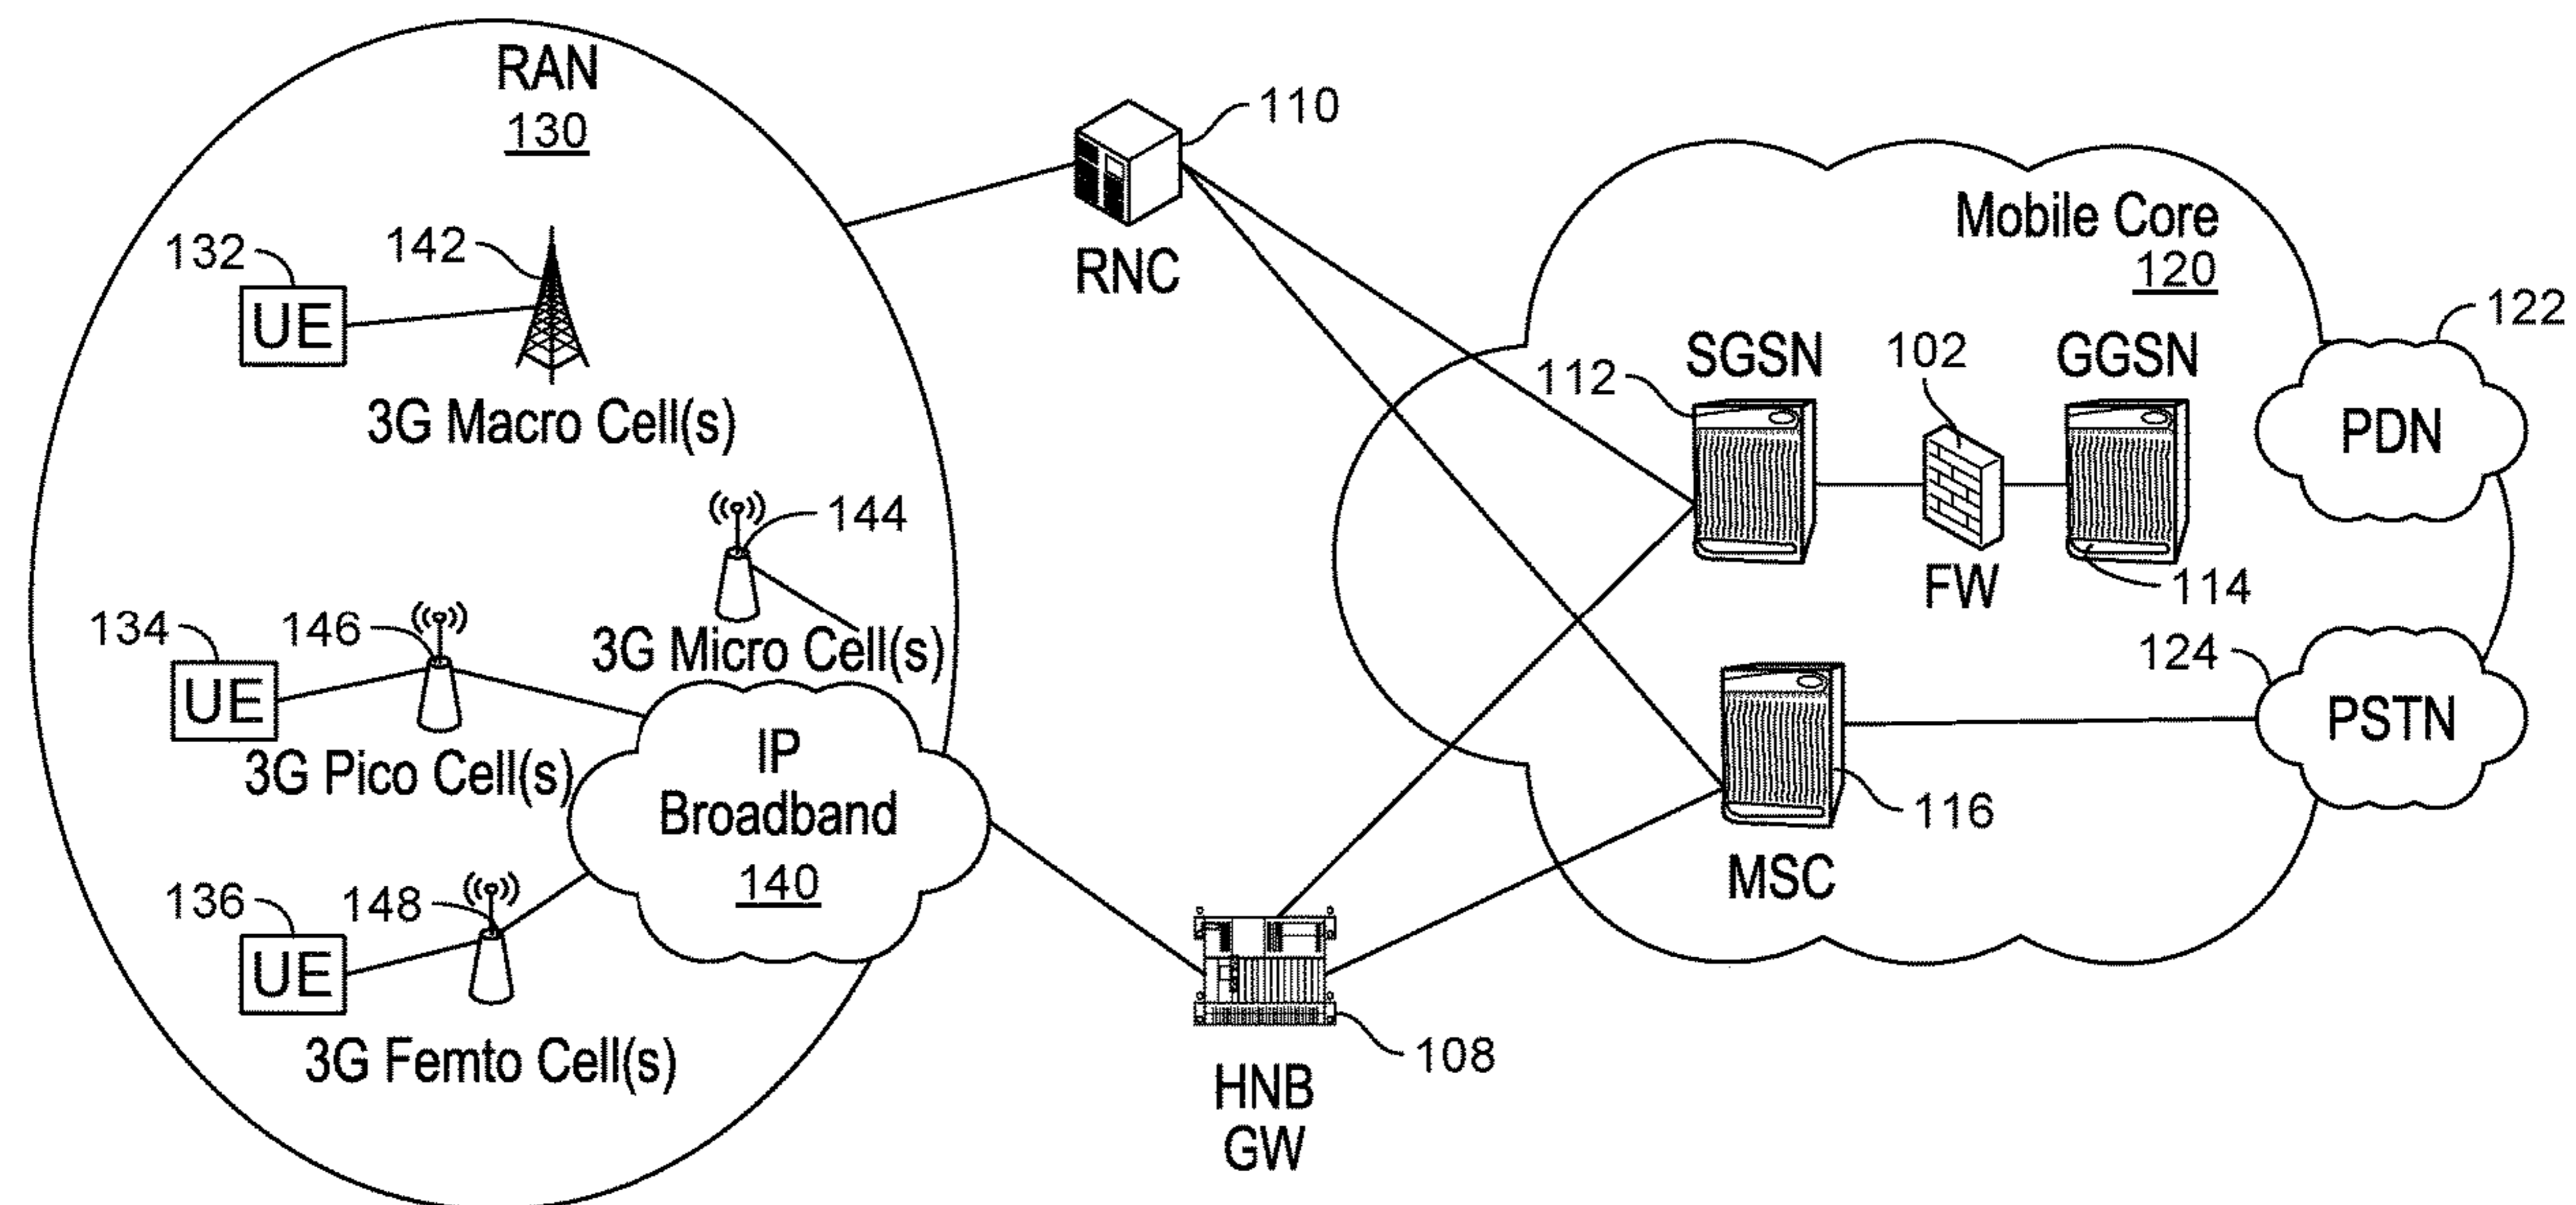 RAN
130
110
RNC
132
142
UE
3G Macro Cell(s)
144
3G Micro Cell(s)
134
146
UE
3G Pico Cell(s)
IP
Broadband
140
136
148
UE
3G Femto Cell(s)
HNB
GW
108
Mobile Core
120
122
SGSN
102
GGSN
112
PDN
FW
114
124
PSTN
116
MSC